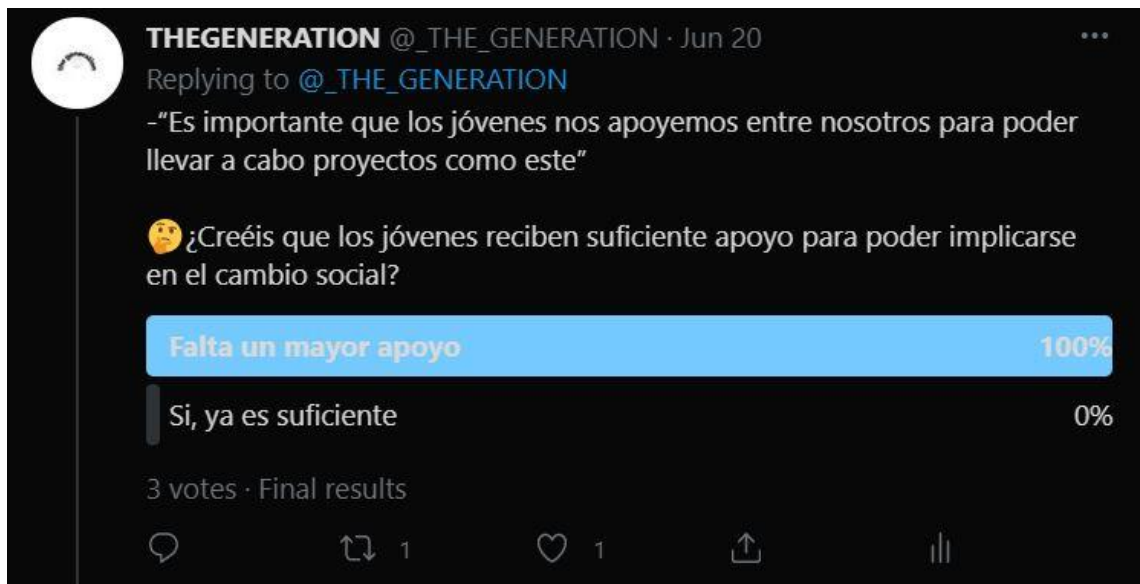 THEGENERATION @_THE_GENERATION · Jun 20
Replying to @_THE_GENERATION
-"Es importante que los jóvenes nos apoyemos entre nosotros para poder
llevar a cabo proyectos como este"
🤔¿Creéis que los jóvenes reciben suficiente apoyo para poder implicarse
en el cambio social?
Falta un mayor apoyo 100%
Si, ya es suficiente 0%
3 votes · Final results
1 1